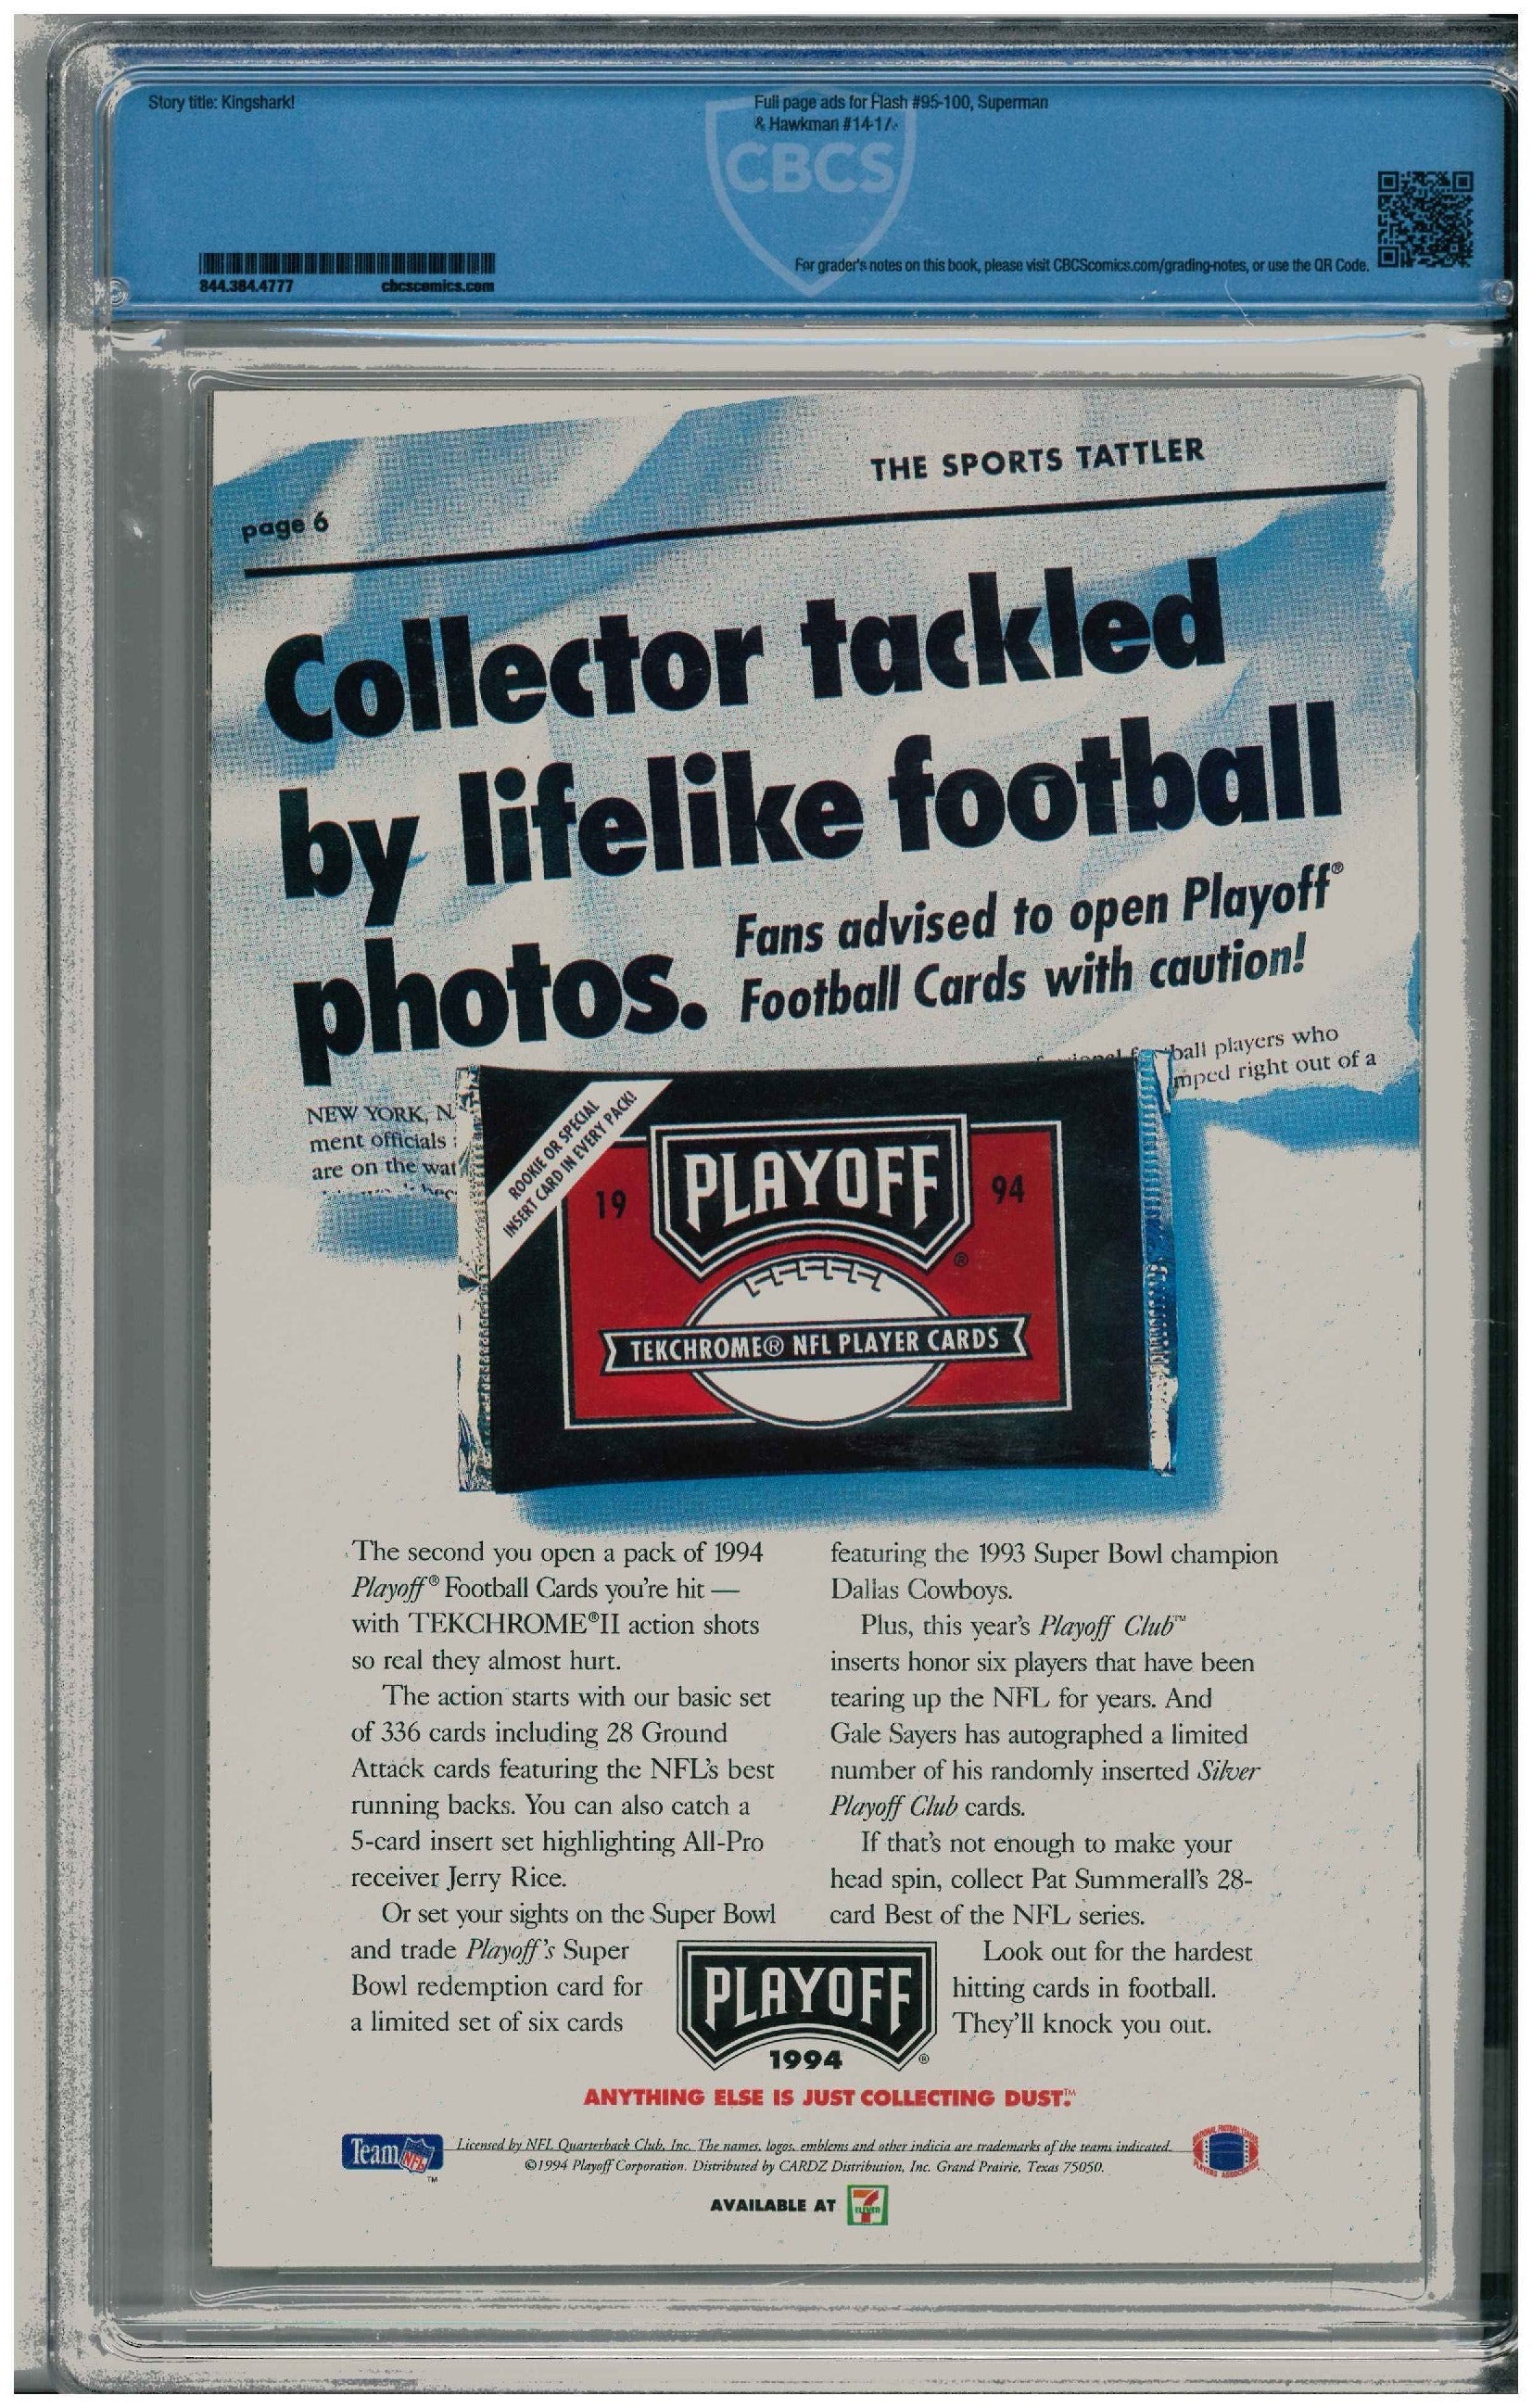 Story title: Kingshark!
Full page ads for Flash #95-100, Superman
& Hawkman #14-17.
CBCS
844.384.4777
cbcscomics.com
For grader's notes on this book, please visit CBCScomics.com/grading-notes, or use the QR Code.
THE SPORTS TATTLER
page 6
Collector tackled
by lifelike football
photos.
Fans advised to open Playoff®
Football Cards with caution!
ball players who
mped right out of a
NEW YORK, N
ment officials
are on the wat
ROOKIE OR SPECIAL
INSERT CARD IN EVERY PACK!
19 PLAYOFF 94
®
TEKCHROME® NFL PLAYER CARDS
The second you open a pack of 1994
Playoff® Football Cards you're hit —
with TEKCHROME®II action shots
so real they almost hurt.
The action starts with our basic set
of 336 cards including 28 Ground
Attack cards featuring the NFL's best
running backs. You can also catch a
5-card insert set highlighting All-Pro
receiver Jerry Rice.
Or set your sights on the Super Bowl
and trade Playoff's Super
Bowl redemption card for
a limited set of six cards
featuring the 1993 Super Bowl champion
Dallas Cowboys.
Plus, this year's Playoff Club™
inserts honor six players that have been
tearing up the NFL for years. And
Gale Sayers has autographed a limited
number of his randomly inserted Silver
Playoff Club cards.
If that's not enough to make your
head spin, collect Pat Summerall's 28-
card Best of the NFL series.
Look out for the hardest
hitting cards in football.
They'll knock you out.
PLAYOFF
1994 ®
ANYTHING ELSE IS JUST COLLECTING DUST.™
Team NFL ™
Licensed by NFL Quarterback Club, Inc. The names, logos, emblems and other indicia are trademarks of the teams indicated.
©1994 Playoff Corporation. Distributed by CARDZ Distribution, Inc. Grand Prairie, Texas 75050.
AVAILABLE AT 7 ELEVEN